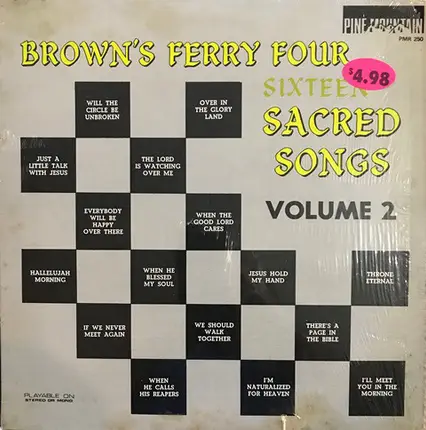 PINE MOUNTAIN
PMR 250
BROWN'S FERRY FOUR
$4.98
SIXTEEN
SACRED
SONGS
VOLUME 2
WILL THE
CIRCLE BE
UNBROKEN
OVER IN
THE GLORY
LAND
JUST A
LITTLE TALK
WITH JESUS
THE LORD
IS WATCHING
OVER ME
EVERYBODY
WILL BE
HAPPY
OVER THERE
WHEN THE
GOOD LORD
CARES
HALLELUJAH
MORNING
WHEN HE
BLESSED
MY SOUL
JESUS HOLD
MY HAND
THRONE
ETERNAL
IF WE NEVER
MEET AGAIN
WE SHOULD
WALK
TOGETHER
THERE'S A
PAGE IN
THE BIBLE
WHEN
HE CALLS
HIS REAPERS
I'M
NATURALIZED
FOR HEAVEN
I'LL MEET
YOU IN THE
MORNING
PLAYABLE ON
STEREO OR MONO